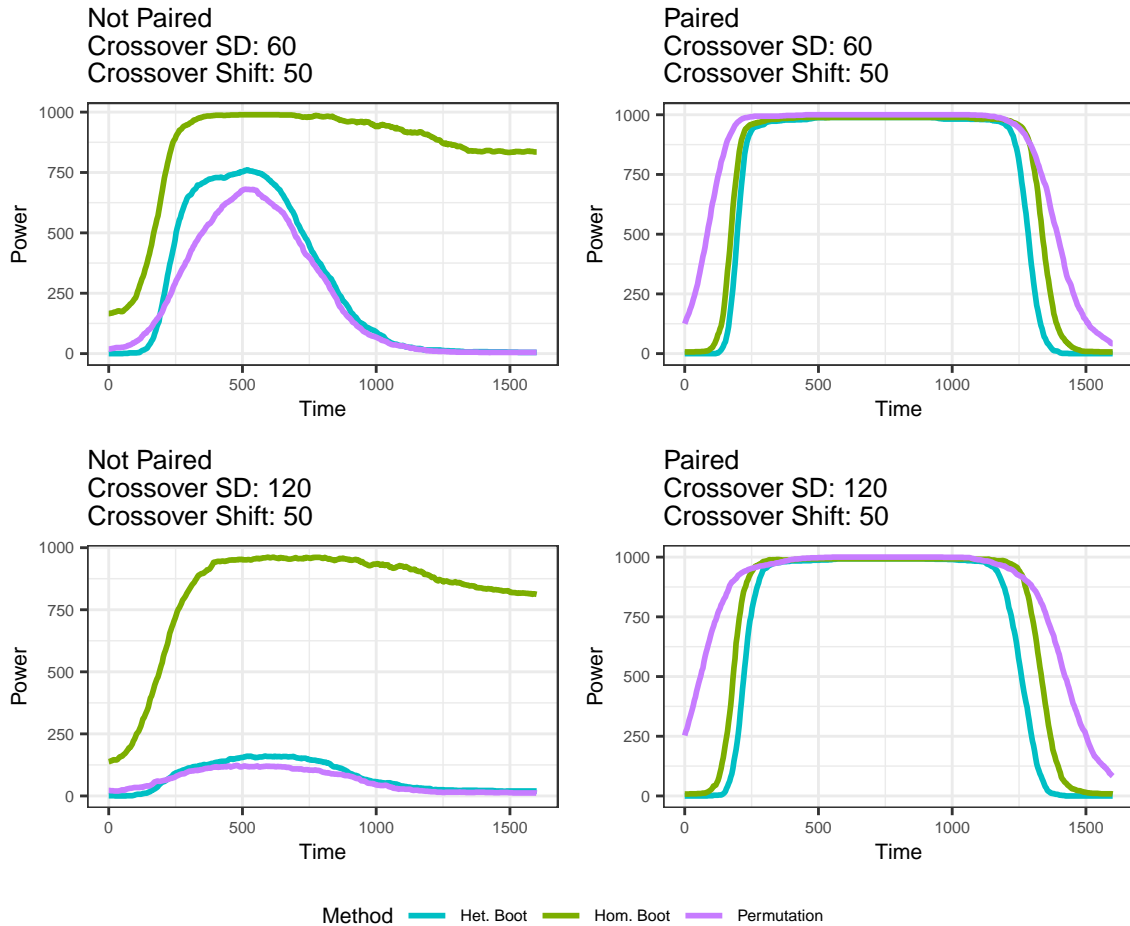 Not Paired
Crossover SD: 60
Crossover Shift: 50
1000
750
500
250
0
Power
0
500
1000
1500
Time
Paired
Crossover SD: 60
Crossover Shift: 50
1000
750
500
250
0
Power
0
500
1000
1500
Time
Not Paired
Crossover SD: 120
Crossover Shift: 50
1000
750
500
250
0
Power
0
500
1000
1500
Time
Paired
Crossover SD: 120
Crossover Shift: 50
1000
750
500
250
0
Power
0
500
1000
1500
Time
Method Het. Boot Hom. Boot Permutation